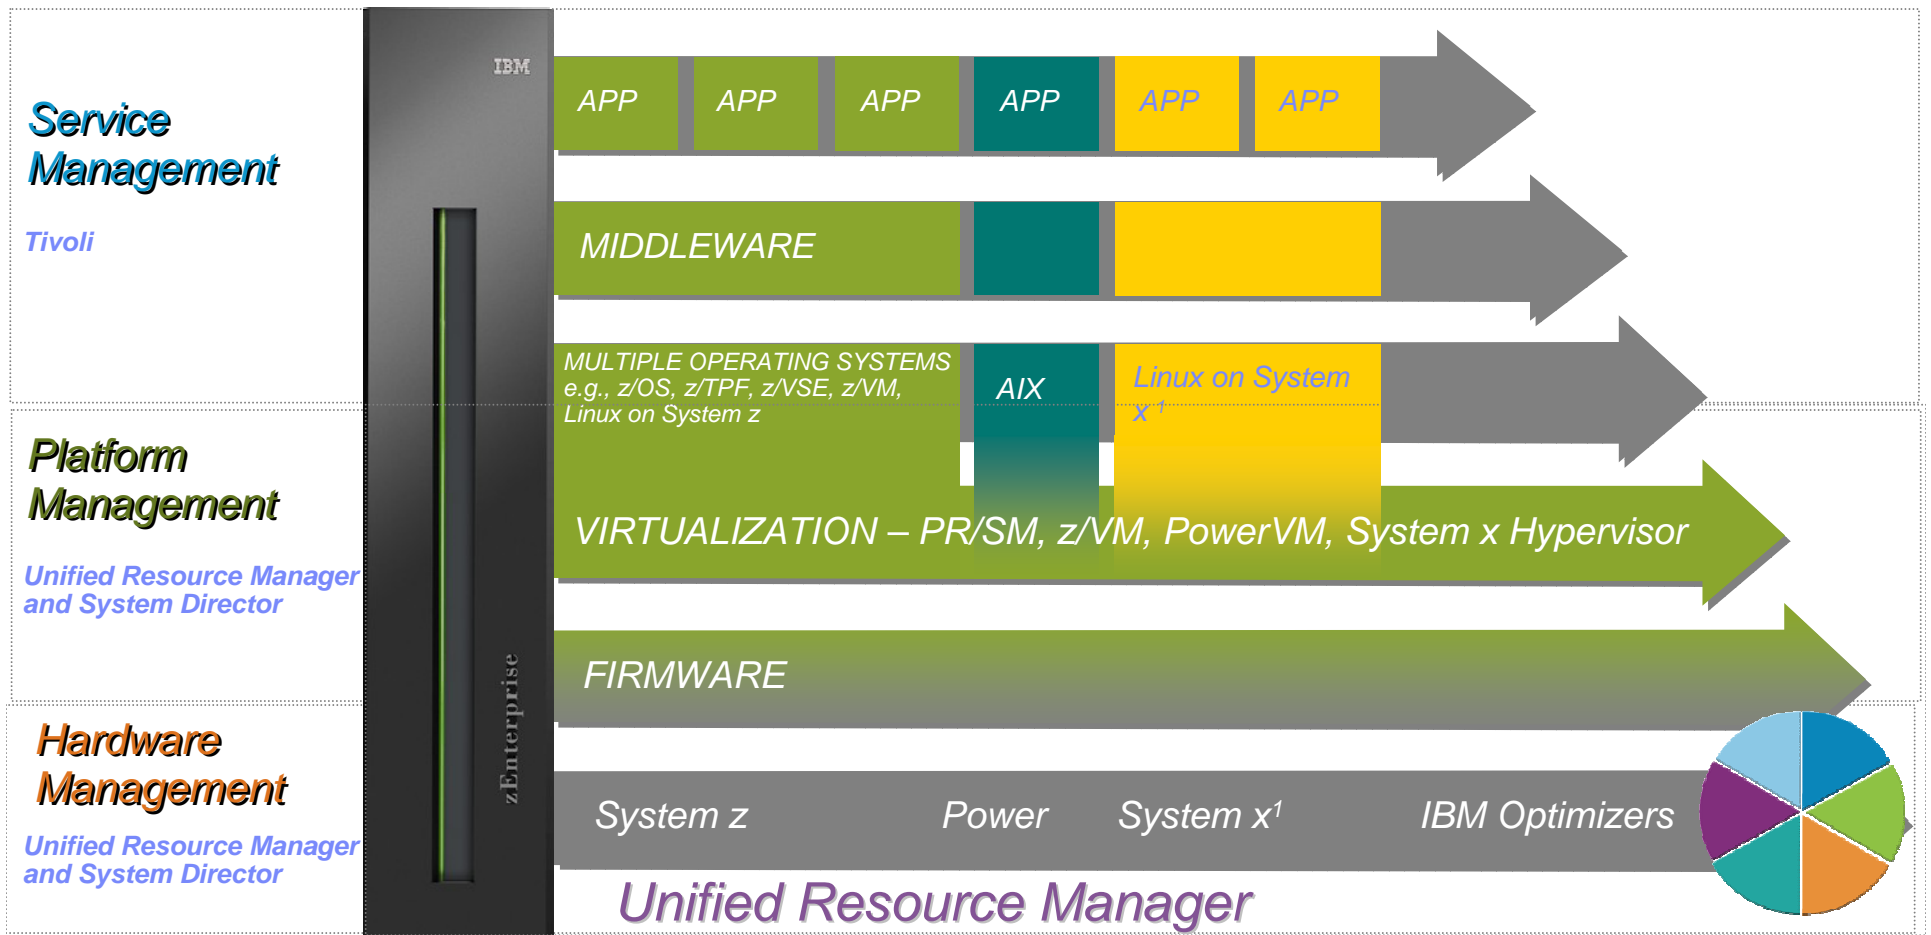 IBM
zEnterprise
Service
Management
Tivoli
Platform
Management
Unified Resource Manager
and System Director
Hardware
Management
Unified Resource Manager
and System Director
APP APP APP APP APP APP
MIDDLEWARE
MULTIPLE OPERATING SYSTEMS
e.g., z/OS, z/TPF, z/VSE, z/VM,
Linux on System z
AIX
Linux on System
x ¹
VIRTUALIZATION – PR/SM, z/VM, PowerVM, System x Hypervisor
FIRMWARE
System z Power System x¹ IBM Optimizers
Unified Resource Manager